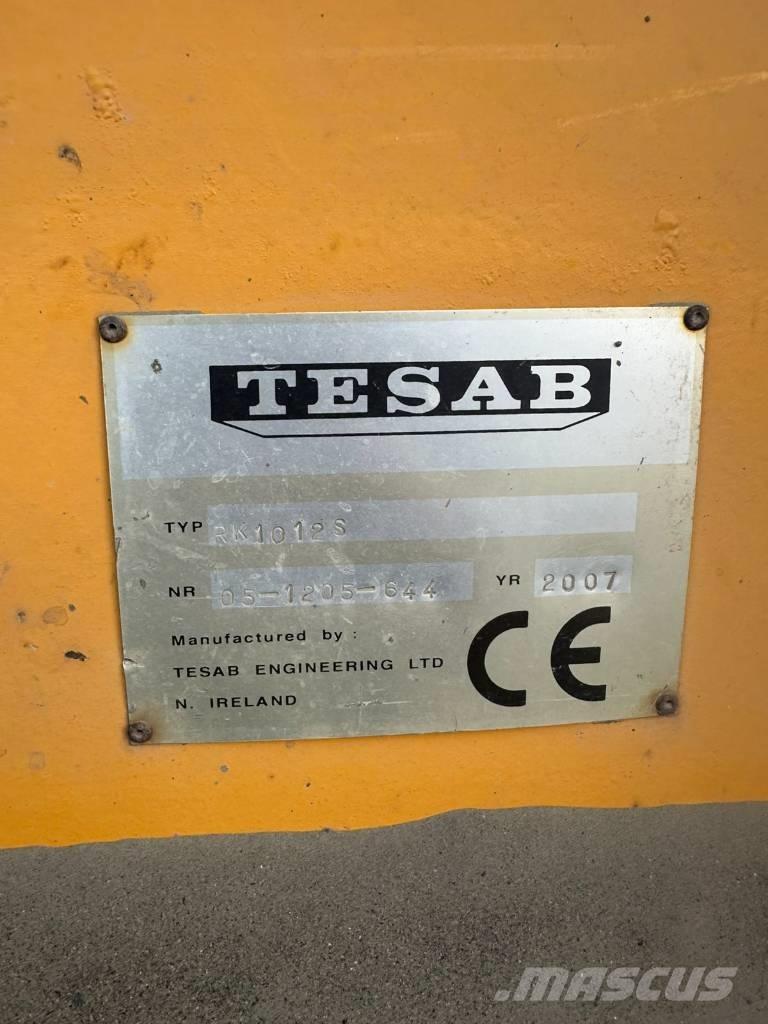 TESAB
TYP RK1012S
NR 05-1205-644 YR 2007
Manufactured by :
TESAB ENGINEERING LTD
N. IRELAND
CE
MASCUS